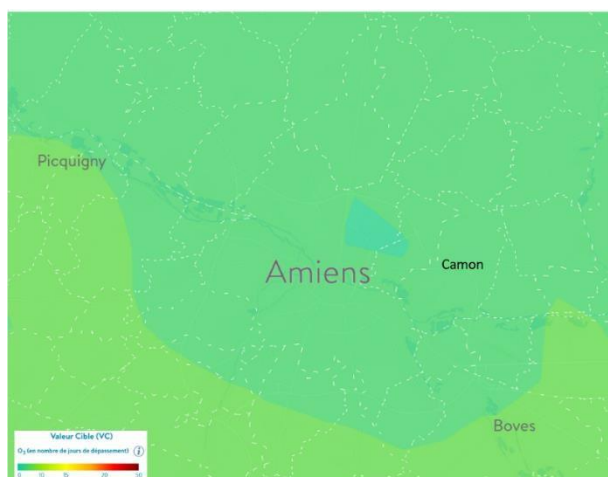 Picquigny
Camon
Amiens
Boves
Valeur Cible (VC)
O3 (en nombre de jours de dépassement) i
0 10 15 20 30